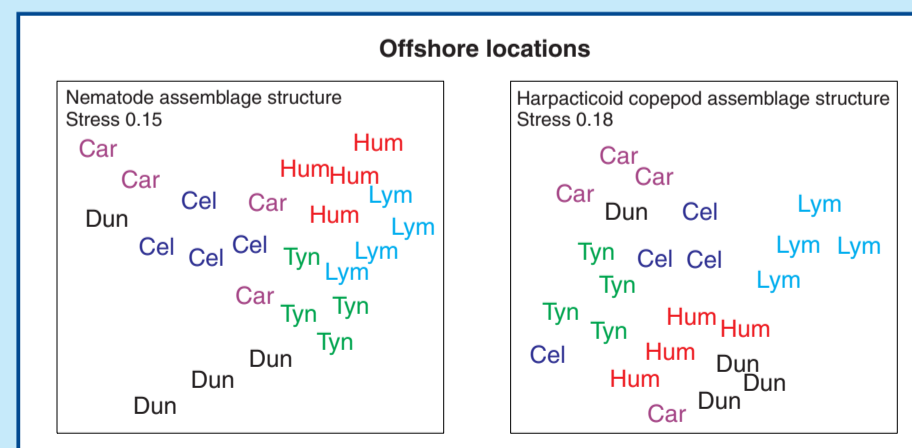 Offshore locations
Nematode assemblage structure
Stress 0.15
Hum
Car
Hum Hum
Car
Lym
Cel Car
Hum
Dun
Lym
Cel Cel Cel
Lym
Tyn
Lym
Car
Tyn Tyn
Tyn
Dun
Dun
Dun
Harpacticoid copepod assemblage structure
Stress 0.18
Car
Car
Car
Dun Cel Lym
Lym Lym
Tyn
Cel Cel
Lym
Tyn
Tyn
Hum
Tyn
Hum
Cel
Hum
Dun
Hum
Dun
Dun
Car